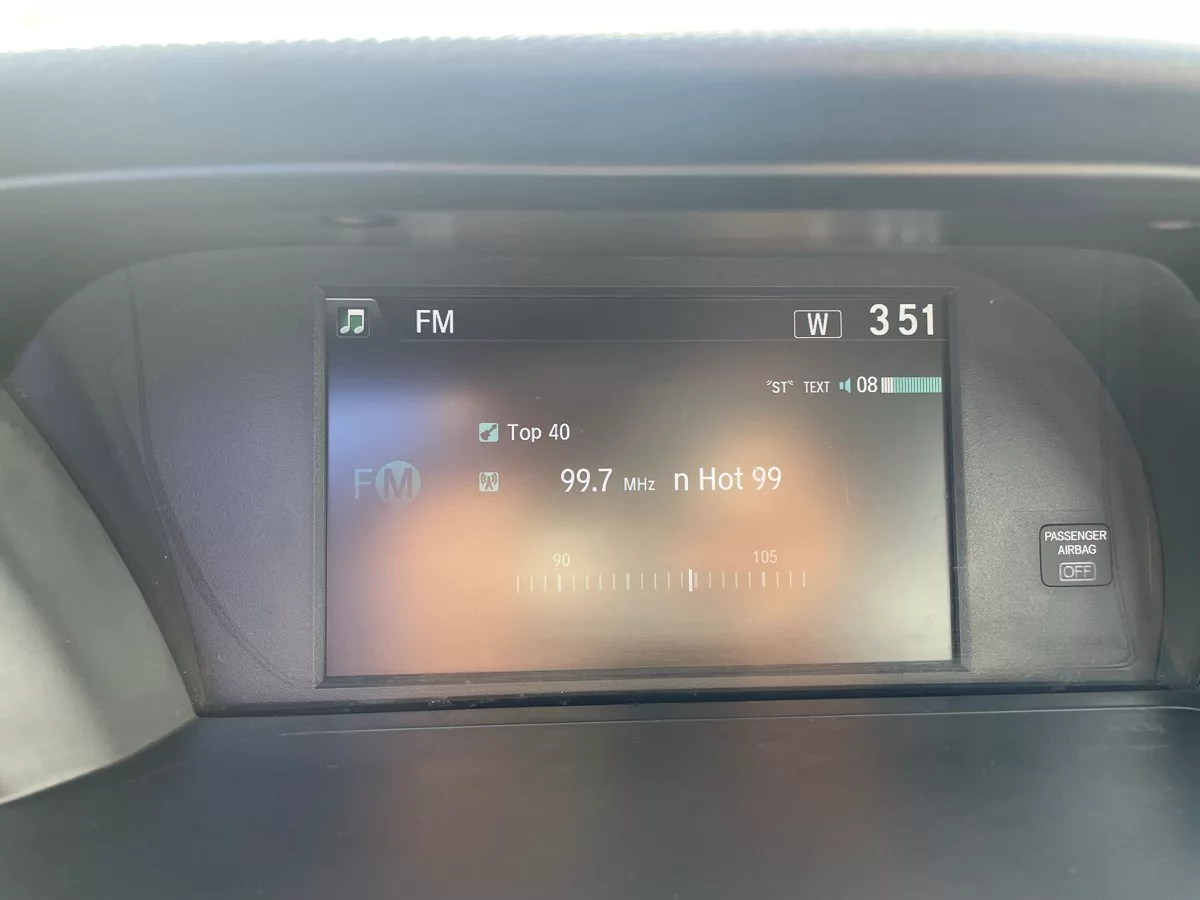 FM W 3 51
"ST" TEXT 08
Top 40
FM 99.7 MHz n Hot 99
90 105
PASSENGER
AIRBAG
OFF